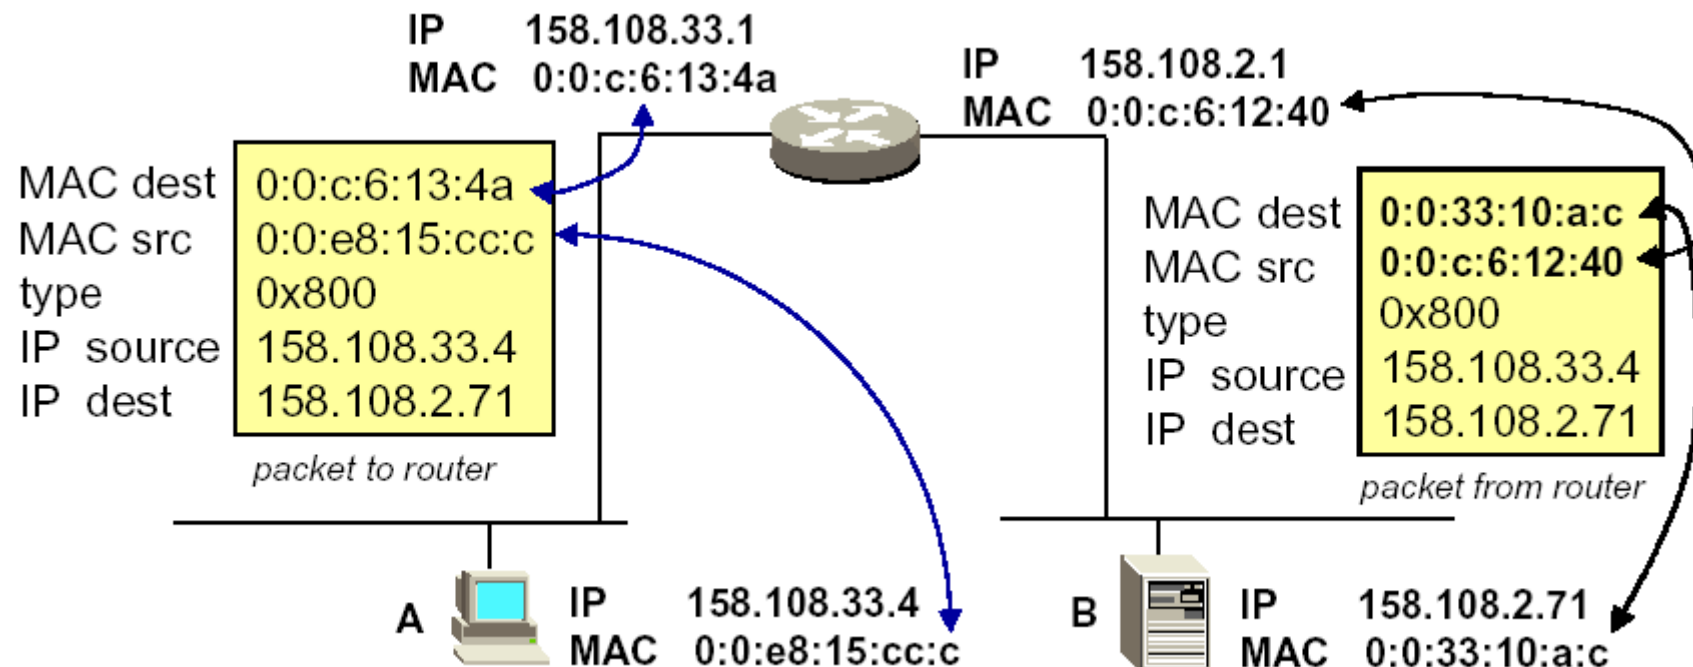 IP 158.108.33.1
MAC 0:0:c:6:13:4a
IP 158.108.2.1
MAC 0:0:c:6:12:40
MAC dest 0:0:c:6:13:4a
MAC src 0:0:e8:15:cc:c
type 0x800
IP source 158.108.33.4
IP dest 158.108.2.71
packet to router
MAC dest 0:0:33:10:a:c
MAC src 0:0:c:6:12:40
type 0x800
IP source 158.108.33.4
IP dest 158.108.2.71
packet from router
A
IP 158.108.33.4
MAC 0:0:e8:15:cc:c
B
IP 158.108.2.71
MAC 0:0:33:10:a:c